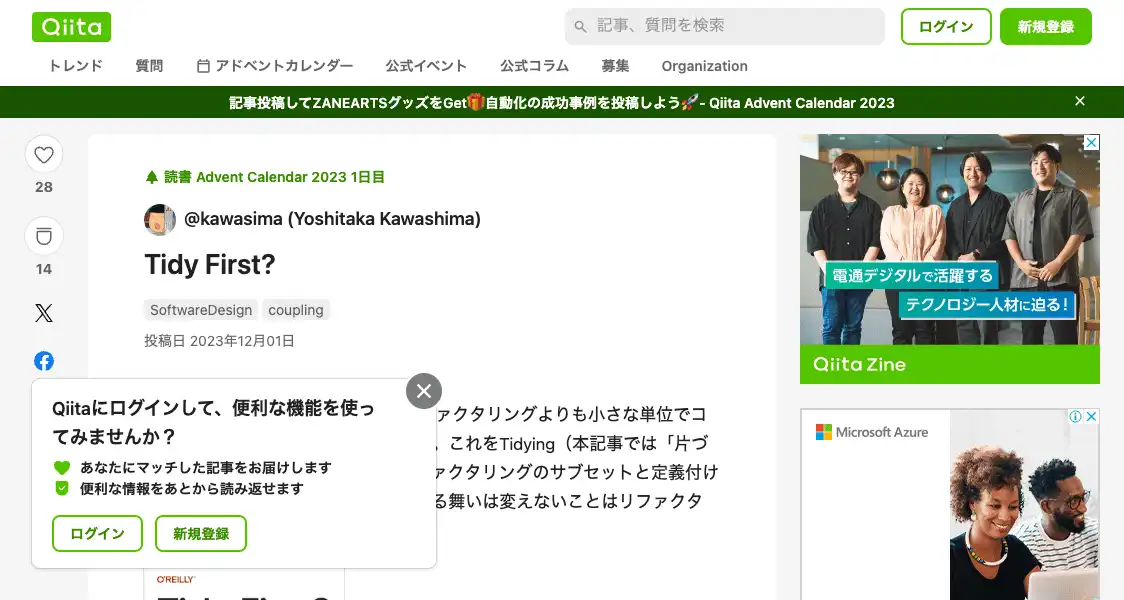 Qiita
記事、質問を検索
ログイン
新規登録
トレンド
質問
アドベントカレンダー
公式イベント
公式コラム
募集
Organization
記事投稿してZANEARTSグッズをGet🎁自動化の成功事例を投稿しよう🚀 - Qiita Advent Calendar 2023
28
14
読書 Advent Calendar 2023 1日目
@kawasima (Yoshitaka Kawashima)
Tidy First?
SoftwareDesign
coupling
投稿日 2023年12月01日
ァクタリングよりも小さな単位でコ
。これをTidying（本記事では「片づ
ァクタリングのサブセットと定義付け
る舞いは変えないことはリファクタ
Qiitaにログインして、便利な機能を使っ
てみませんか？
あなたにマッチした記事をお届けします
便利な情報をあとから読み返せます
ログイン
新規登録
O'REILLY
電通デジタルで活躍する
テクノロジー人材に迫る！
Qiita Zine
Microsoft Azure